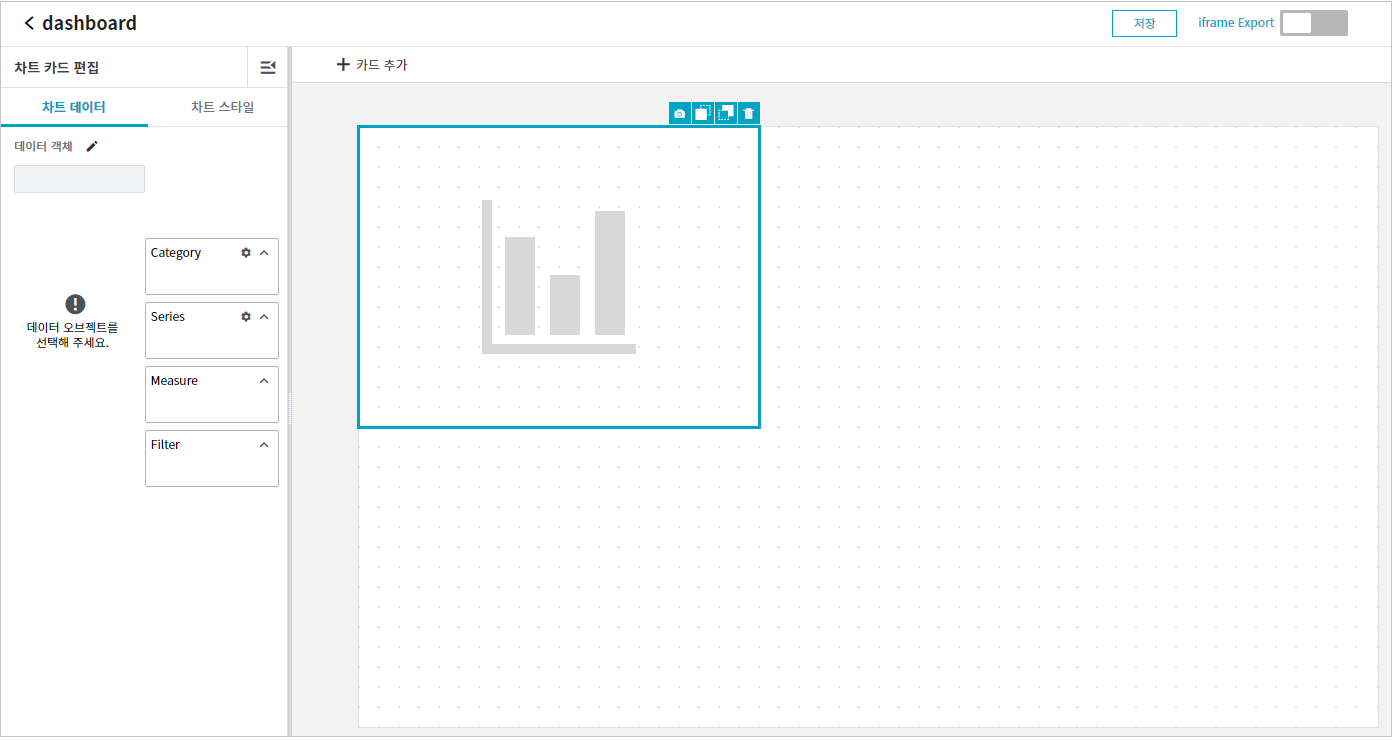 dashboard
저장
iframe Export
차트 카드 편집
카드 추가
차트 데이터
차트 스타일
데이터 객체
Category
Series
데이터 오브젝트를
선택해 주세요.
Measure
Filter